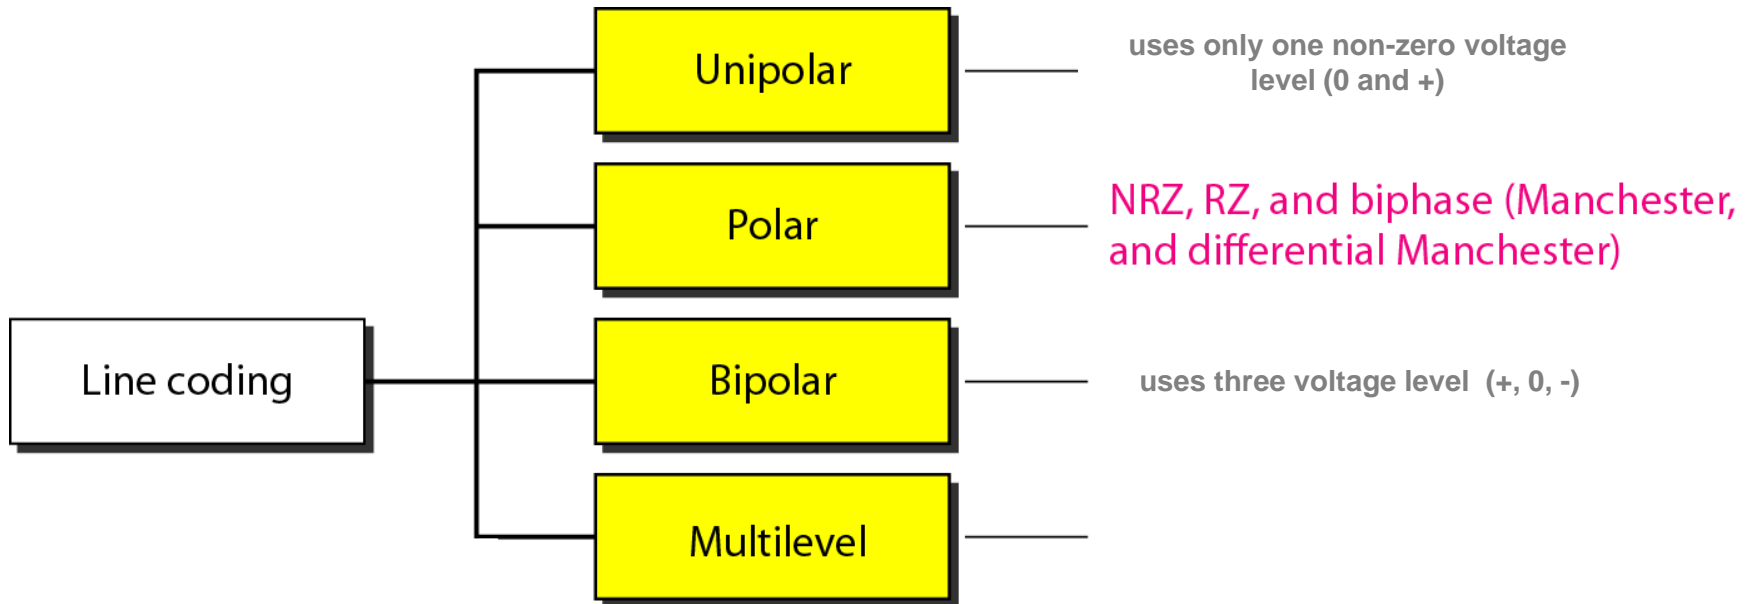 Unipolar
uses only one non-zero voltage
level (0 and +)
Polar
NRZ, RZ, and biphase (Manchester,
and differential Manchester)
Line coding
Bipolar
uses three voltage level  (+, 0, -)
Multilevel